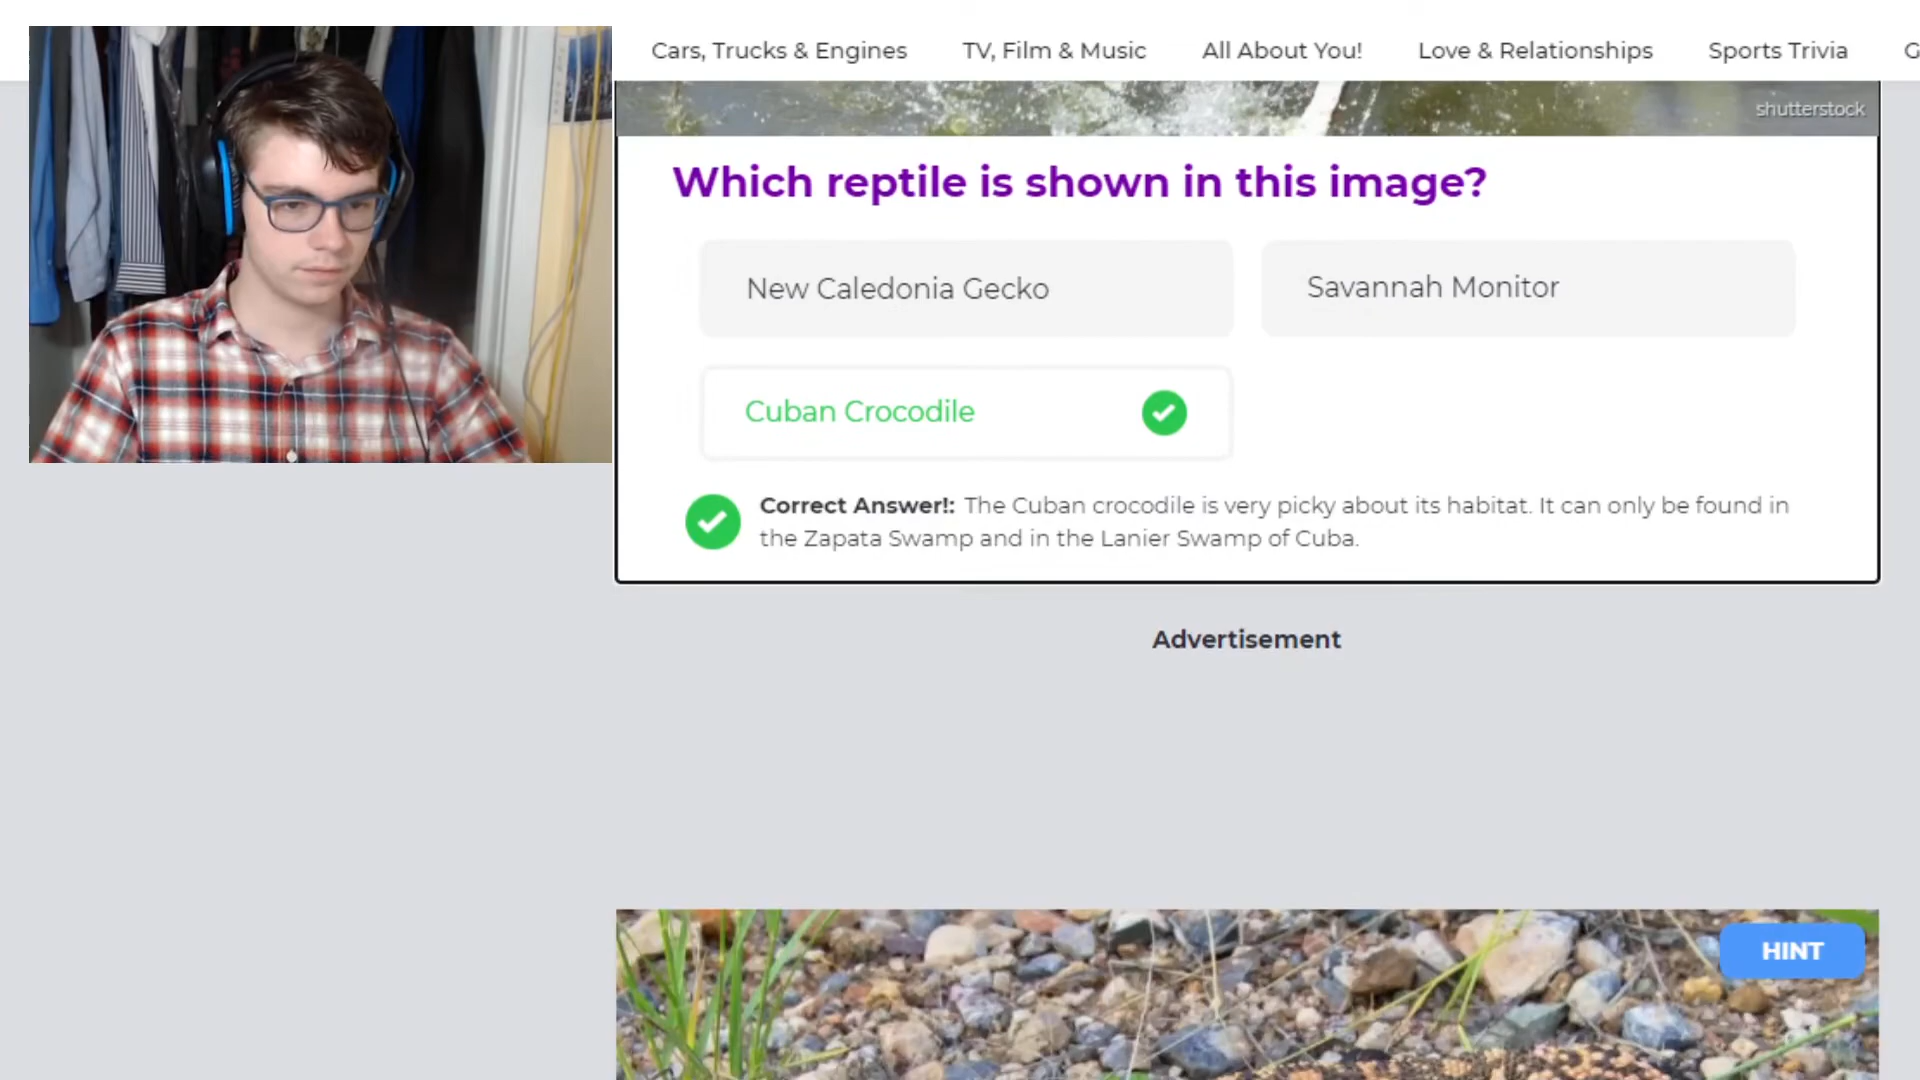 Cars, Trucks & Engines TV, Film & Music All About You! Love & Relationships Sports Trivia G
shutterstock
Which reptile is shown in this image?
New Caledonia Gecko
Savannah Monitor
Cuban Crocodile
Correct Answer!: The Cuban crocodile is very picky about its habitat. It can only be found in
the Zapata Swamp and in the Lanier Swamp of Cuba.
Advertisement
HINT